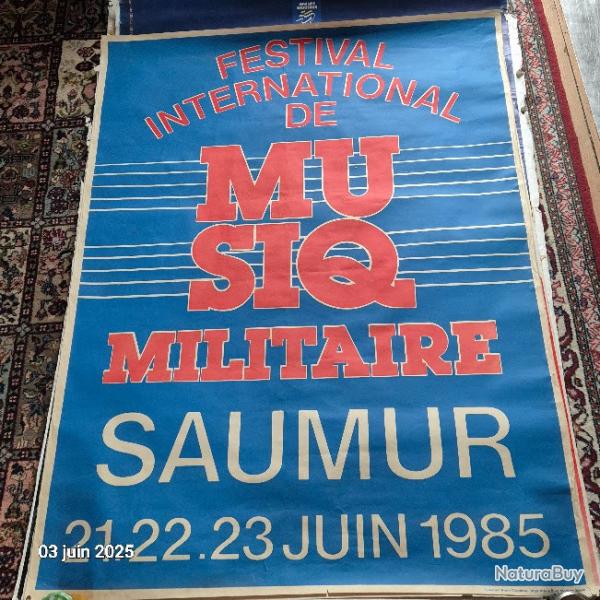 FESTIVAL
INTERNATIONAL
DE
MU
SIQ
MILITAIRE
SAUMUR
21.22.23 JUIN 1985
03 juin 2025
NaturaBuy